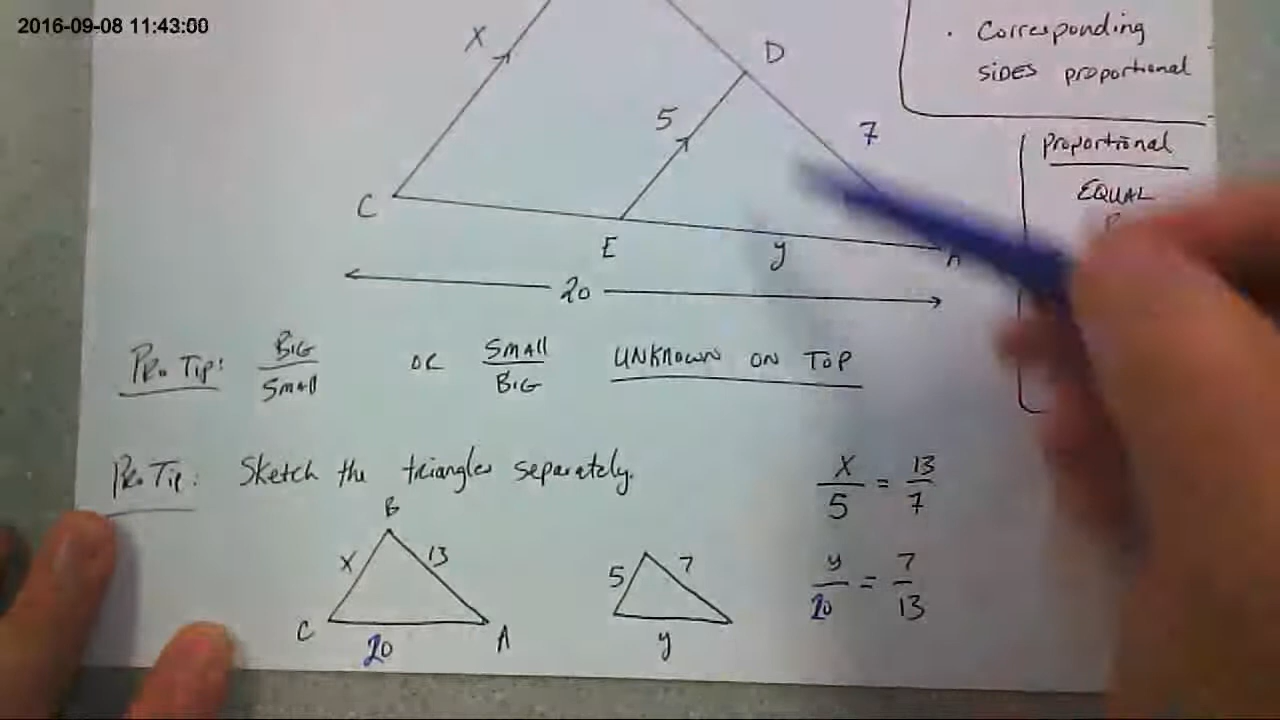 2016-09-08 11:43:00
X
D
5
7
C
E
y
20
• Corresponding
SIDES proportional
Proportional
EQUAL
PRO TIP: BIG
Small
OR
SMALL
BIG
UNKNOWN ON TOP
PRO TIP: Sketch the triangles separately.
B
X
13
C
20
A
5
7
y
X/5 = 13/7
y/20 = 7/13